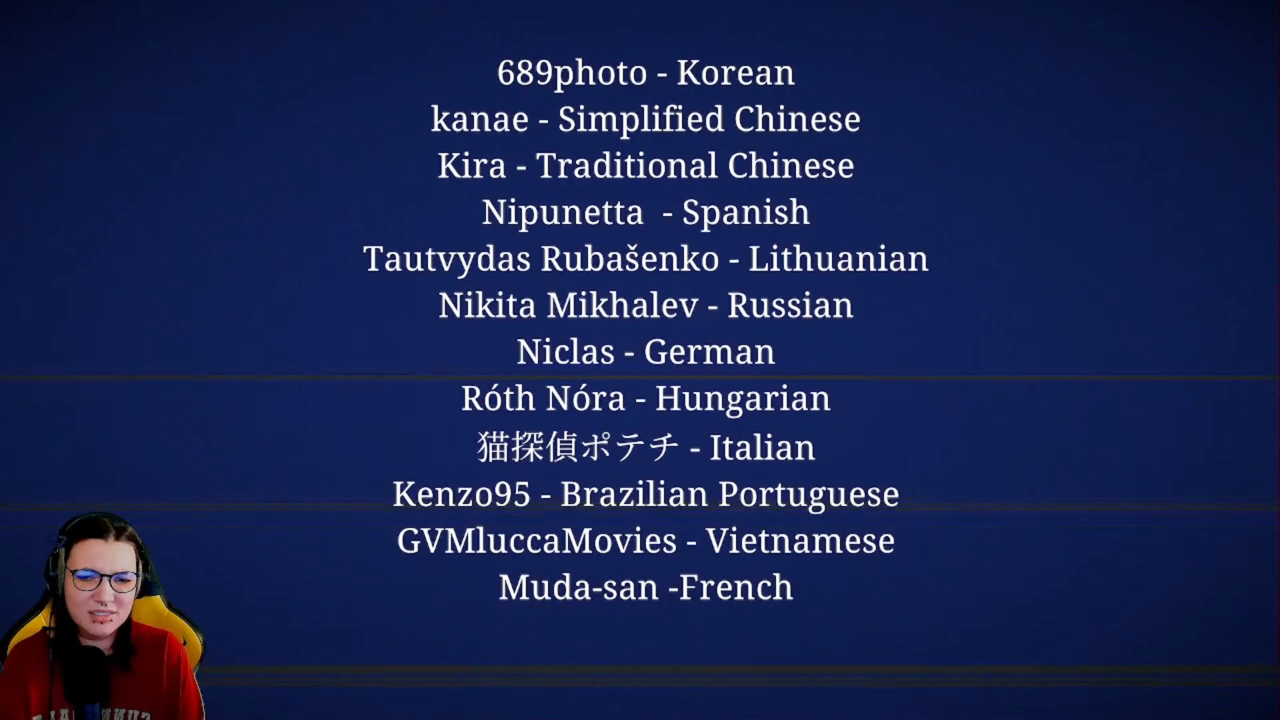 689photo - Korean
kanae - Simplified Chinese
Kira - Traditional Chinese
Nipunetta  - Spanish
Tautvydas Rubašenko - Lithuanian
Nikita Mikhalev - Russian
Niclas - German
Róth Nóra - Hungarian
猫探偵ポテチ - Italian
Kenzo95 - Brazilian Portuguese
GVMluccaMovies - Vietnamese
Muda-san -French